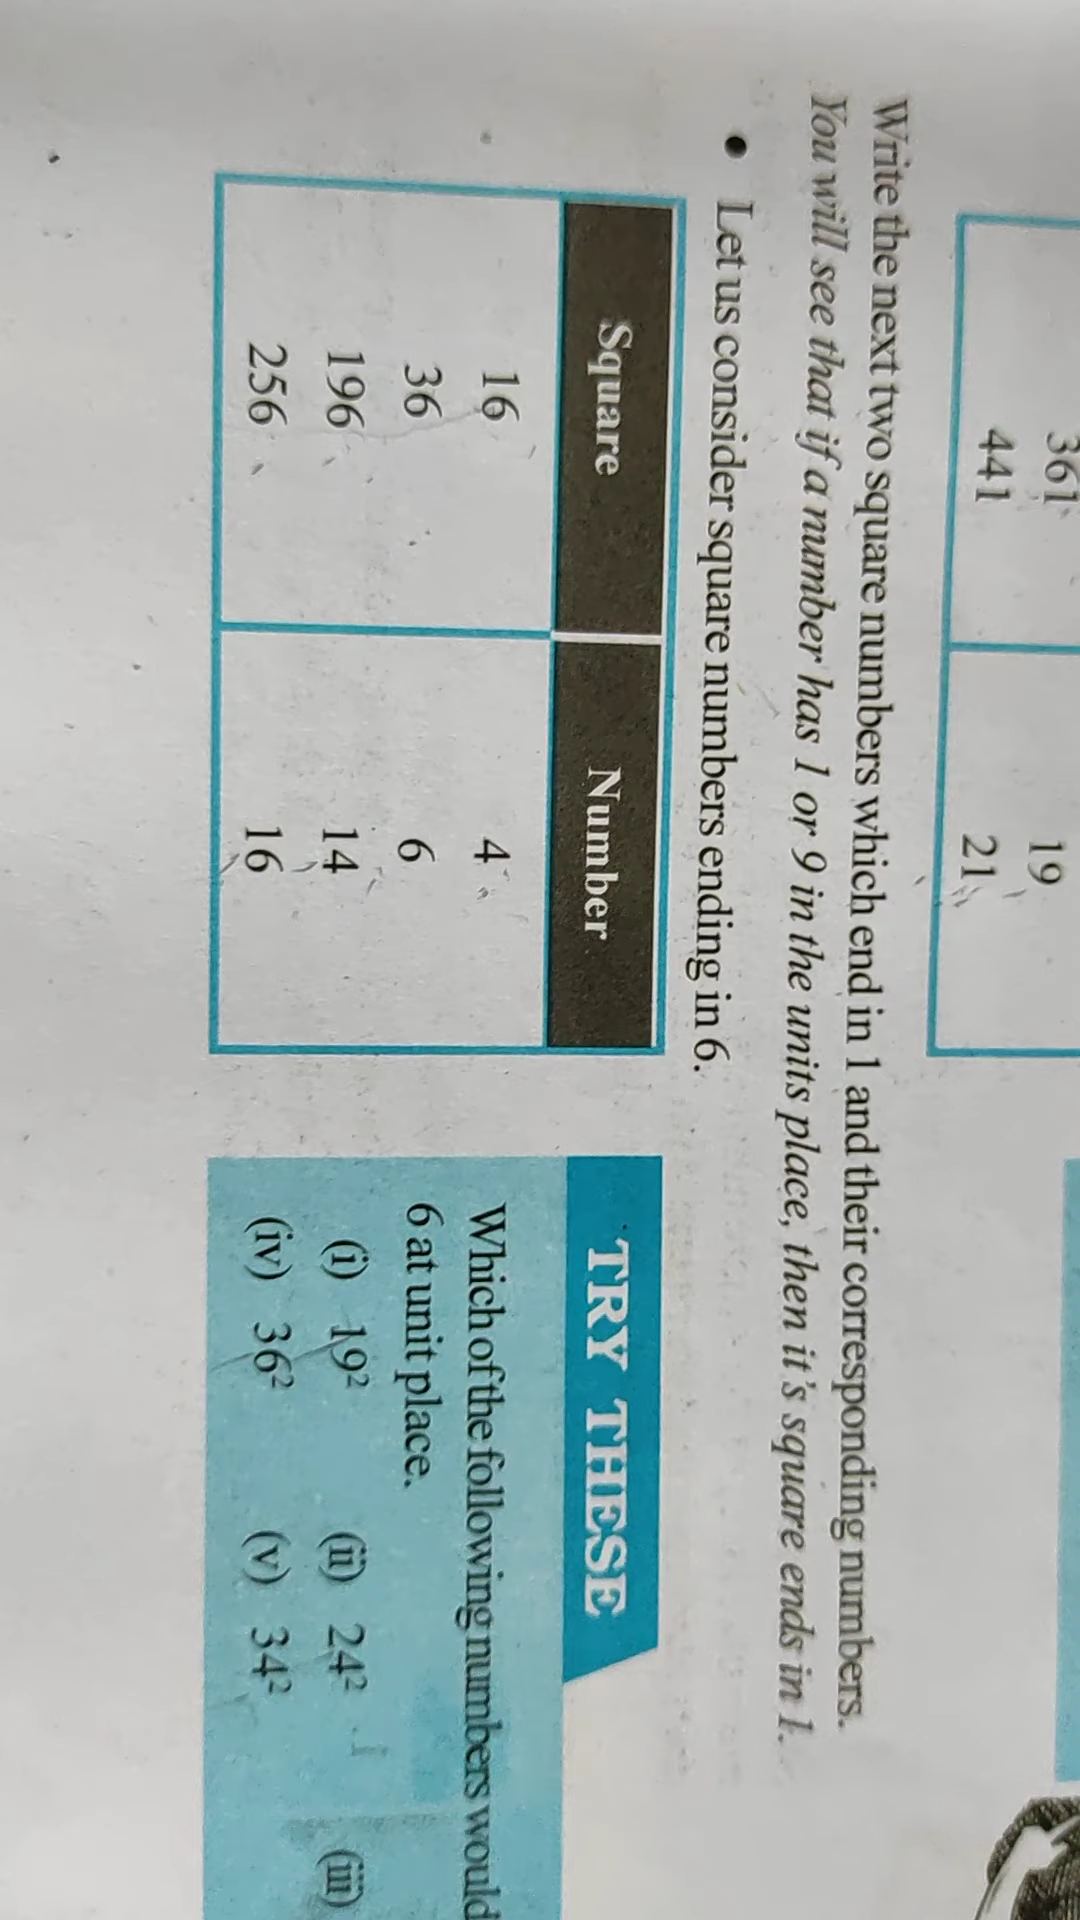 361 19
441 21
Write the next two square numbers which end in 1 and their corresponding numbers.
You will see that if a number has 1 or 9 in the units place, then it's square ends in 1.
• Let us consider square numbers ending in 6.
Square Number
16 4
36 6
196 14
256 16
TRY THESE
Which of the following numbers would
6 at unit place.
(i) 19² (ii) 24² (iii)
(iv) 36² (v) 34²